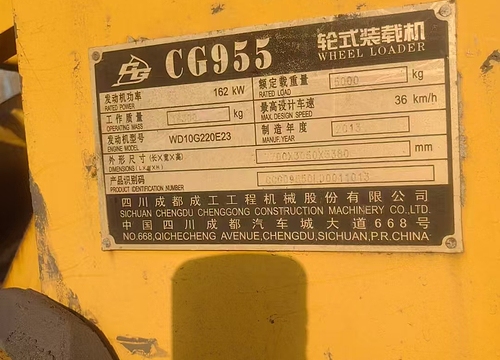 CG CG955 轮式装载机
WHEEL LOADER
发动机功率 162 kW 额定载重量 5000 kg
RATED POWER RATED LOAD
工作质量 kg 最高设计车速 36 km/h
OPERATING MASS MAX. DESIGN SPEED
发动机型号 WD10G220E23 制造年度 2013
ENGINE MODEL MANUF. YEAR
外形尺寸(长×宽×高) mm
DIMENSIONS (L×W×H)
产品识别码
PRODUCT IDENTIFICATION NUMBER
四川成都成工工程机械股份有限公司
SICHUAN CHENGDU CHENGGONG CONSTRUCTION MACHINERY CO.,LTD.
中国四川成都汽车城大道668号
NO.668,QICHECHENG AVENUE,CHENGDU,SICHUAN,P.R.CHINA